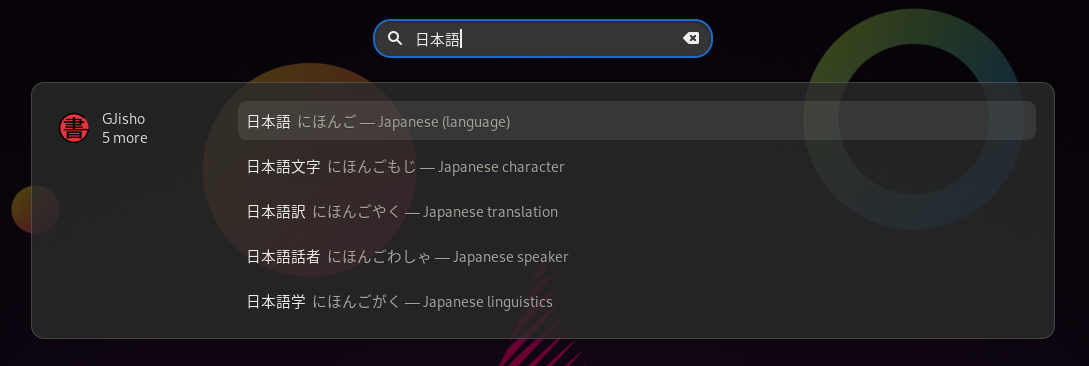 日本語
GJisho
5 more
書
日本語 にほんご — Japanese (language)
日本語文字 にほんごもじ — Japanese character
日本語訳 にほんごやく — Japanese translation
日本語話者 にほんごわしゃ — Japanese speaker
日本語学 にほんごがく — Japanese linguistics